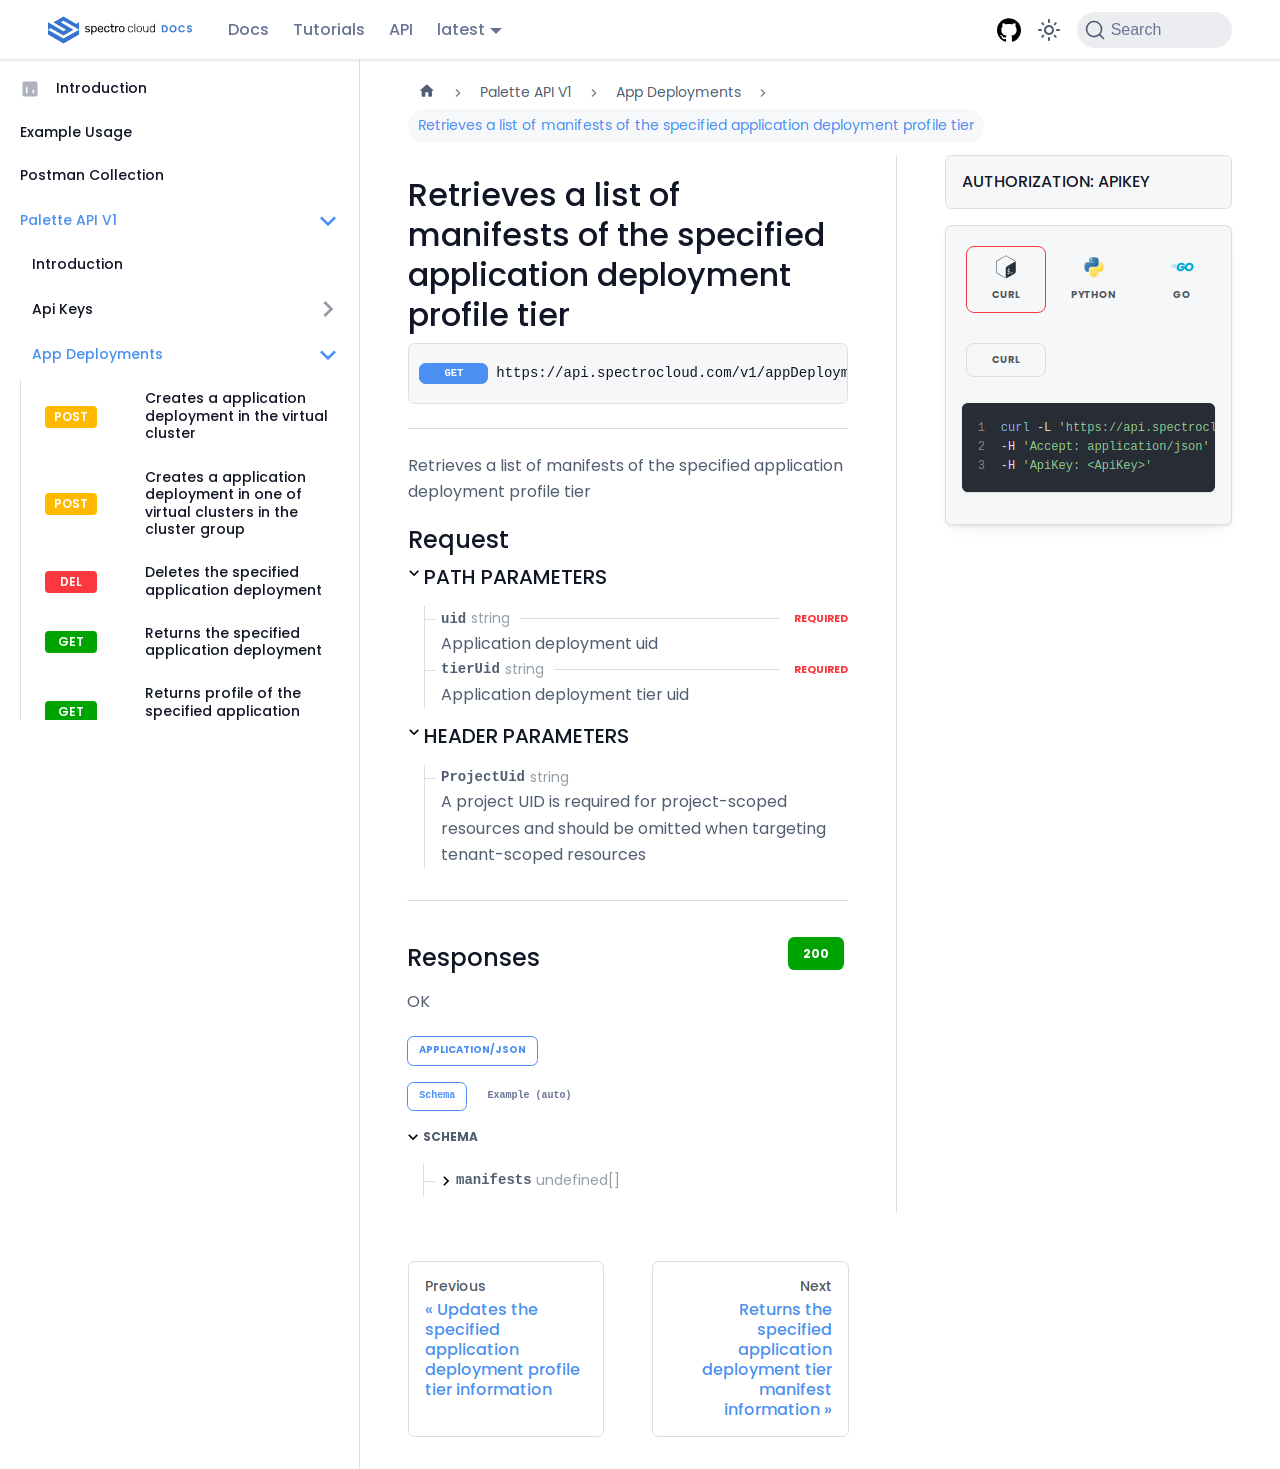 spectro cloud DOCS
Docs
Tutorials
API
latest
Search
Introduction
Example Usage
Postman Collection
Palette API V1
Introduction
Api Keys
App Deployments
POST
Creates a application
deployment in the virtual
cluster
POST
Creates a application
deployment in one of
virtual clusters in the
cluster group
DEL
Deletes the specified
application deployment
GET
Returns the specified
application deployment
GET
Returns profile of the
specified application
Palette API V1
App Deployments
Retrieves a list of manifests of the specified application deployment profile tier
Retrieves a list of
manifests of the specified
application deployment
profile tier
GET https://api.spectrocloud.com/v1/appDeploym
Retrieves a list of manifests of the specified application
deployment profile tier
Request
PATH PARAMETERS
uid string REQUIRED
Application deployment uid
tierUid string REQUIRED
Application deployment tier uid
HEADER PARAMETERS
ProjectUid string
A project UID is required for project-scoped
resources and should be omitted when targeting
tenant-scoped resources
Responses
200
OK
APPLICATION/JSON
Schema
Example (auto)
SCHEMA
manifests undefined[]
Previous
« Updates the
specified
application
deployment profile
tier information
Next
Returns the
specified
application
deployment tier
manifest
information »
AUTHORIZATION: APIKEY
CURL
PYTHON
GO
CURL
1 curl -L 'https://api.spectrocl
2 -H 'Accept: application/json'
3 -H 'ApiKey: <ApiKey>'